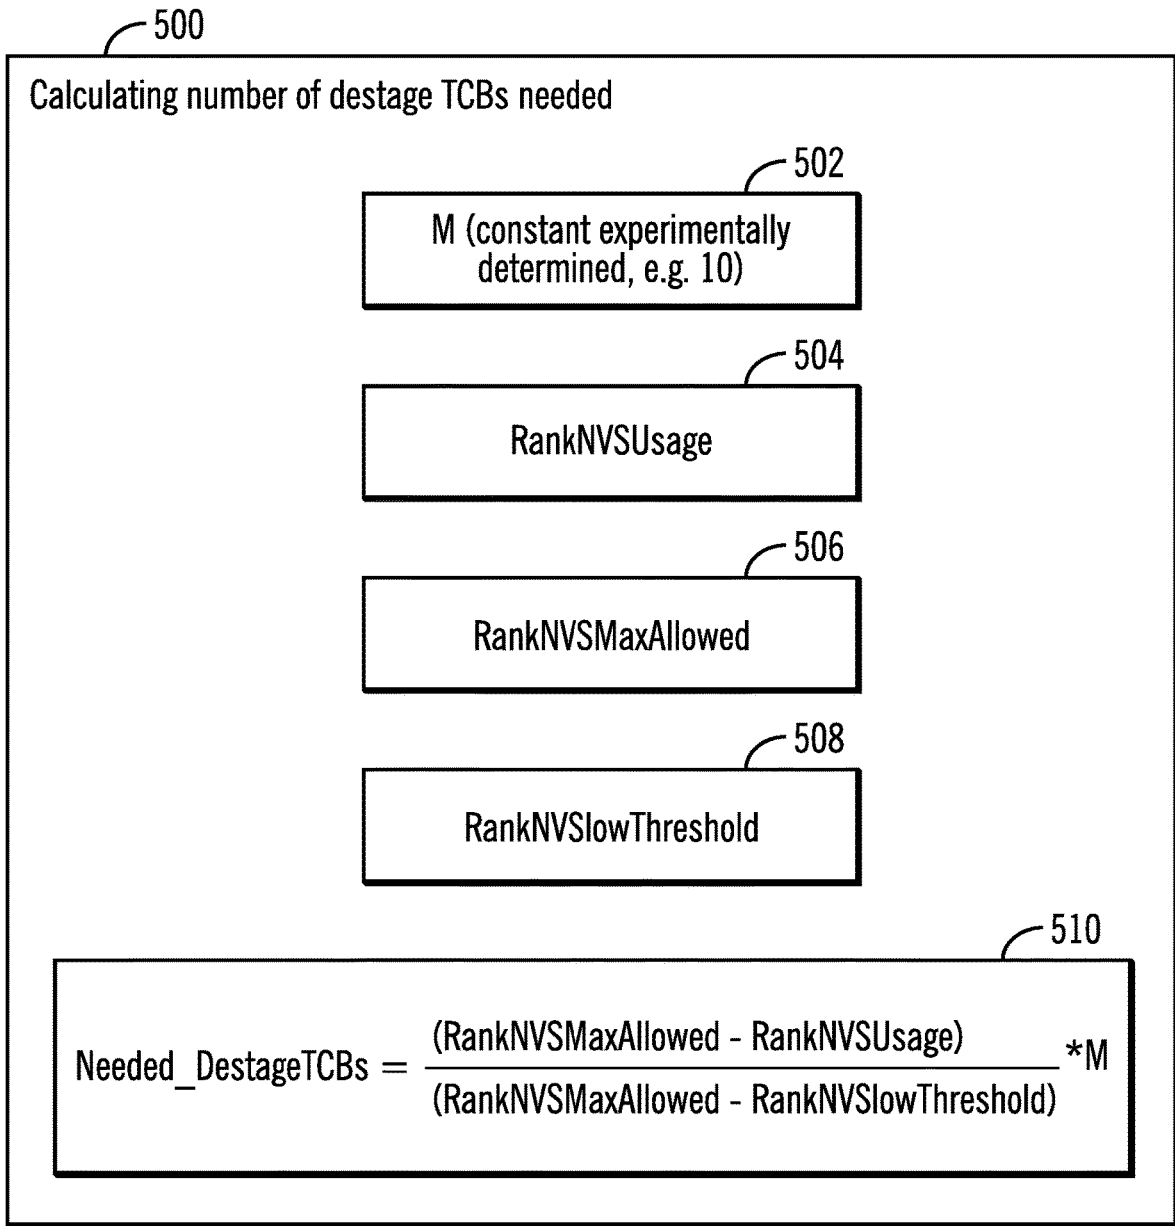 500
Calculating number of destage TCBs needed
502
M (constant experimentally
determined, e.g. 10)
504
RankNVSUsage
506
RankNVSMaxAllowed
508
RankNVSlowThreshold
510
Needed_DestageTCBs = (RankNVSMaxAllowed - RankNVSUsage)
(RankNVSMaxAllowed - RankNVSlowThreshold) *M